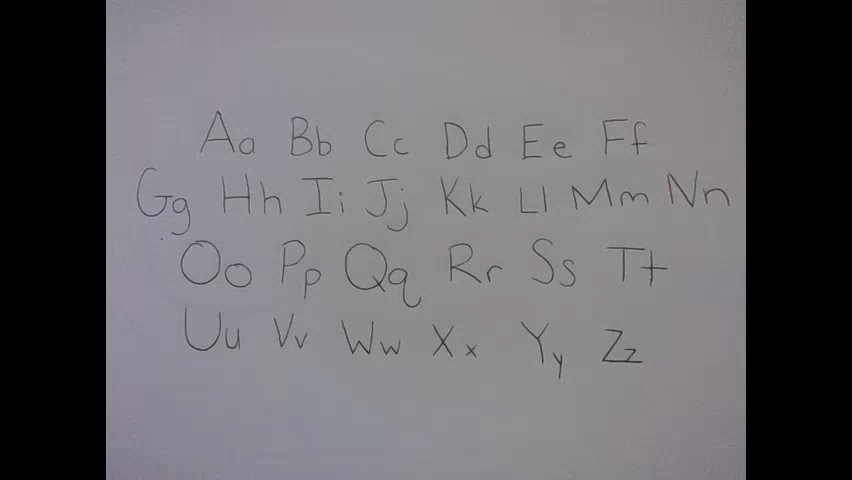 Aa Bb Cc Dd Ee Ff
Gg Hh Ii Jj Kk Ll Mm Nn
Oo Pp Qq Rr Ss Tt
Uu Vv Ww Xx Yy Zz